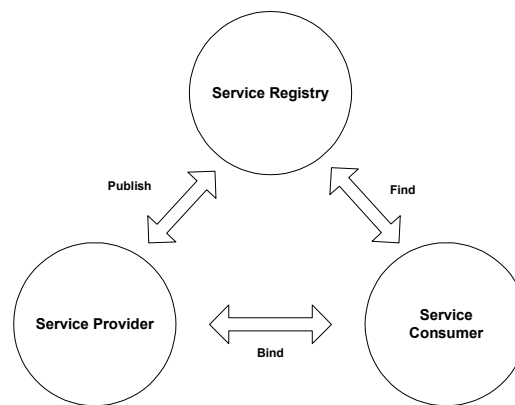 Service Registry
Publish
Find
Service Provider
Service
Consumer
Bind